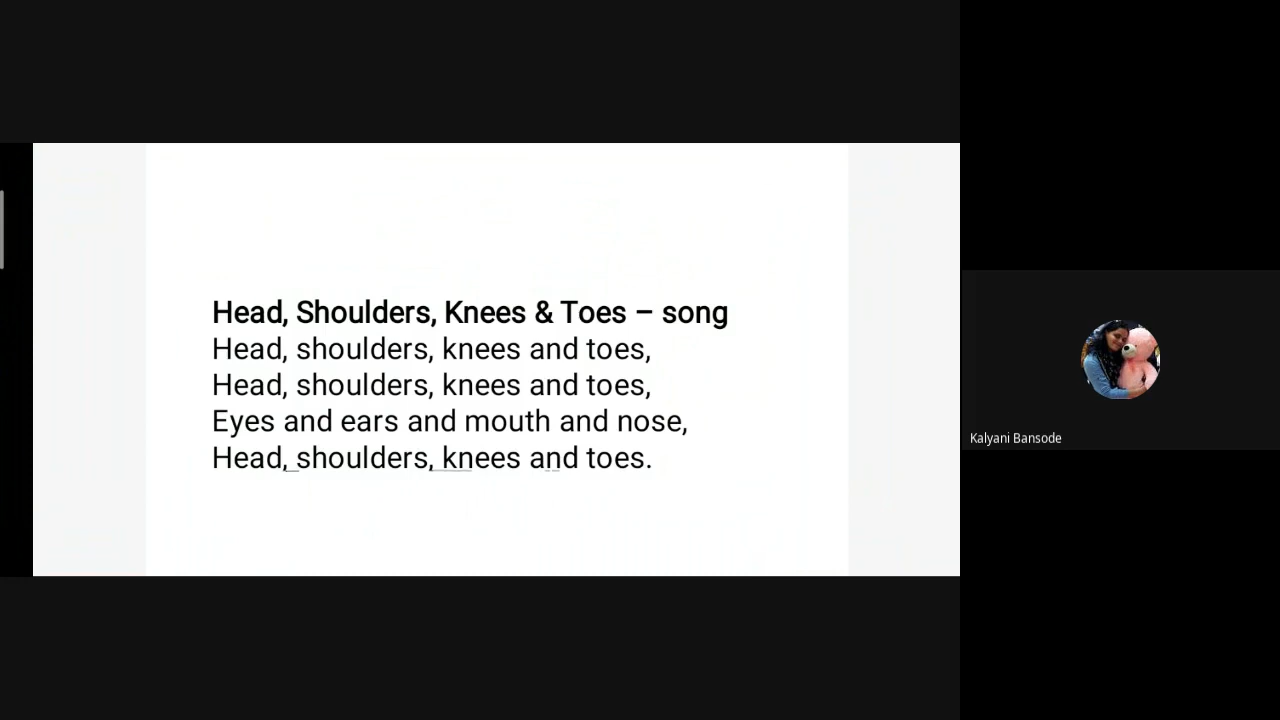 Head, Shoulders, Knees & Toes – song
Head, shoulders, knees and toes,
Head, shoulders, knees and toes,
Eyes and ears and mouth and nose,
Head, shoulders, knees and toes.
Kalyani Bansode